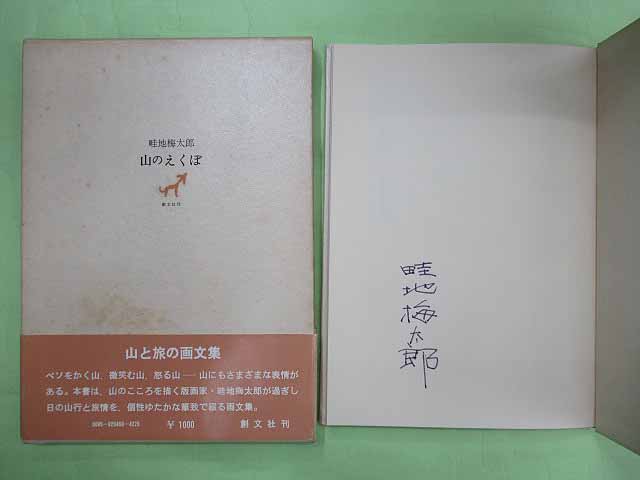 畦地梅太郎
山のえくぼ
創文社刊
山と旅の画文集
ベソをかく山、微笑む山、怒る山──山にもさまざまな表情が
ある。本書は、山のこころを描く版画家・畦地梅太郎が過ぎし
日の山行と旅情を、個性ゆたかな筆致で綴る画文集。
¥1000
創文社刊
畦地梅太郎